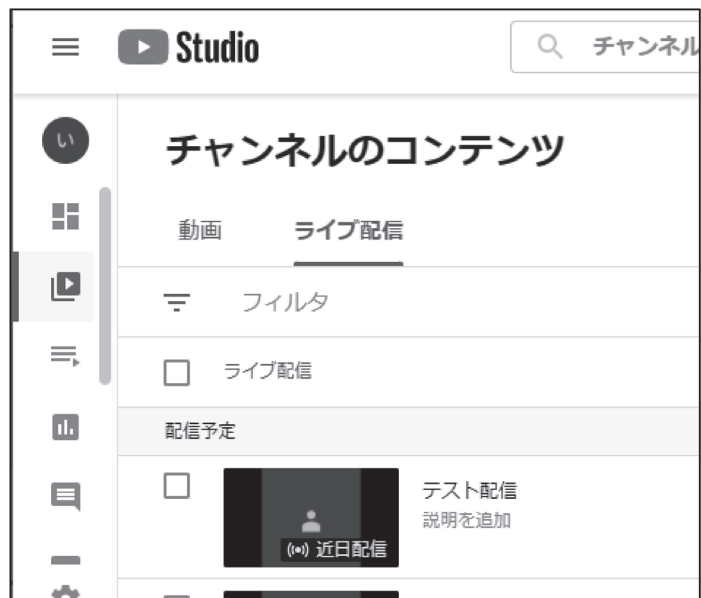 Studio
チャンネル
い
チャンネルのコンテンツ
動画 ライブ配信
フィルタ
ライブ配信
配信予定
テスト配信
説明を追加
近日配信